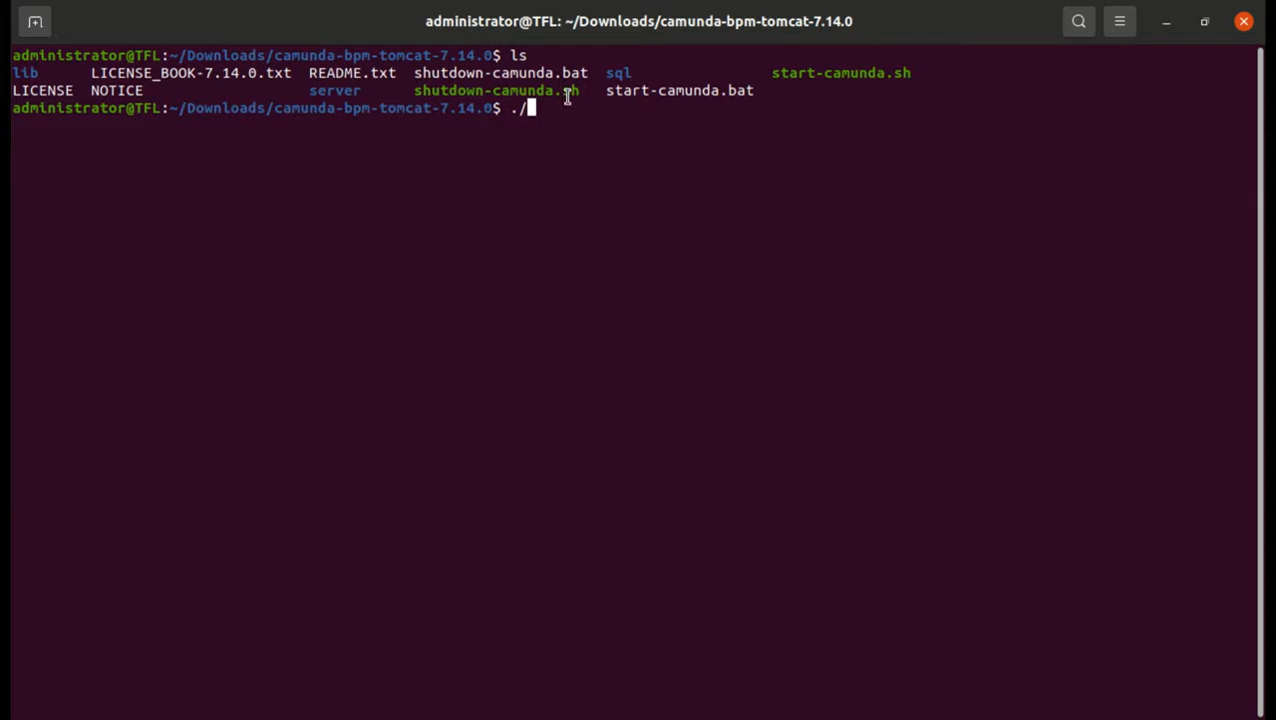 administrator@TFL: ~/Downloads/camunda-bpm-tomcat-7.14.0
administrator@TFL:~/Downloads/camunda-bpm-tomcat-7.14.0$ ls
lib LICENSE_BOOK-7.14.0.txt README.txt shutdown-camunda.bat sql start-camunda.sh
LICENSE NOTICE server shutdown-camunda.sh start-camunda.bat
administrator@TFL:~/Downloads/camunda-bpm-tomcat-7.14.0$ ./